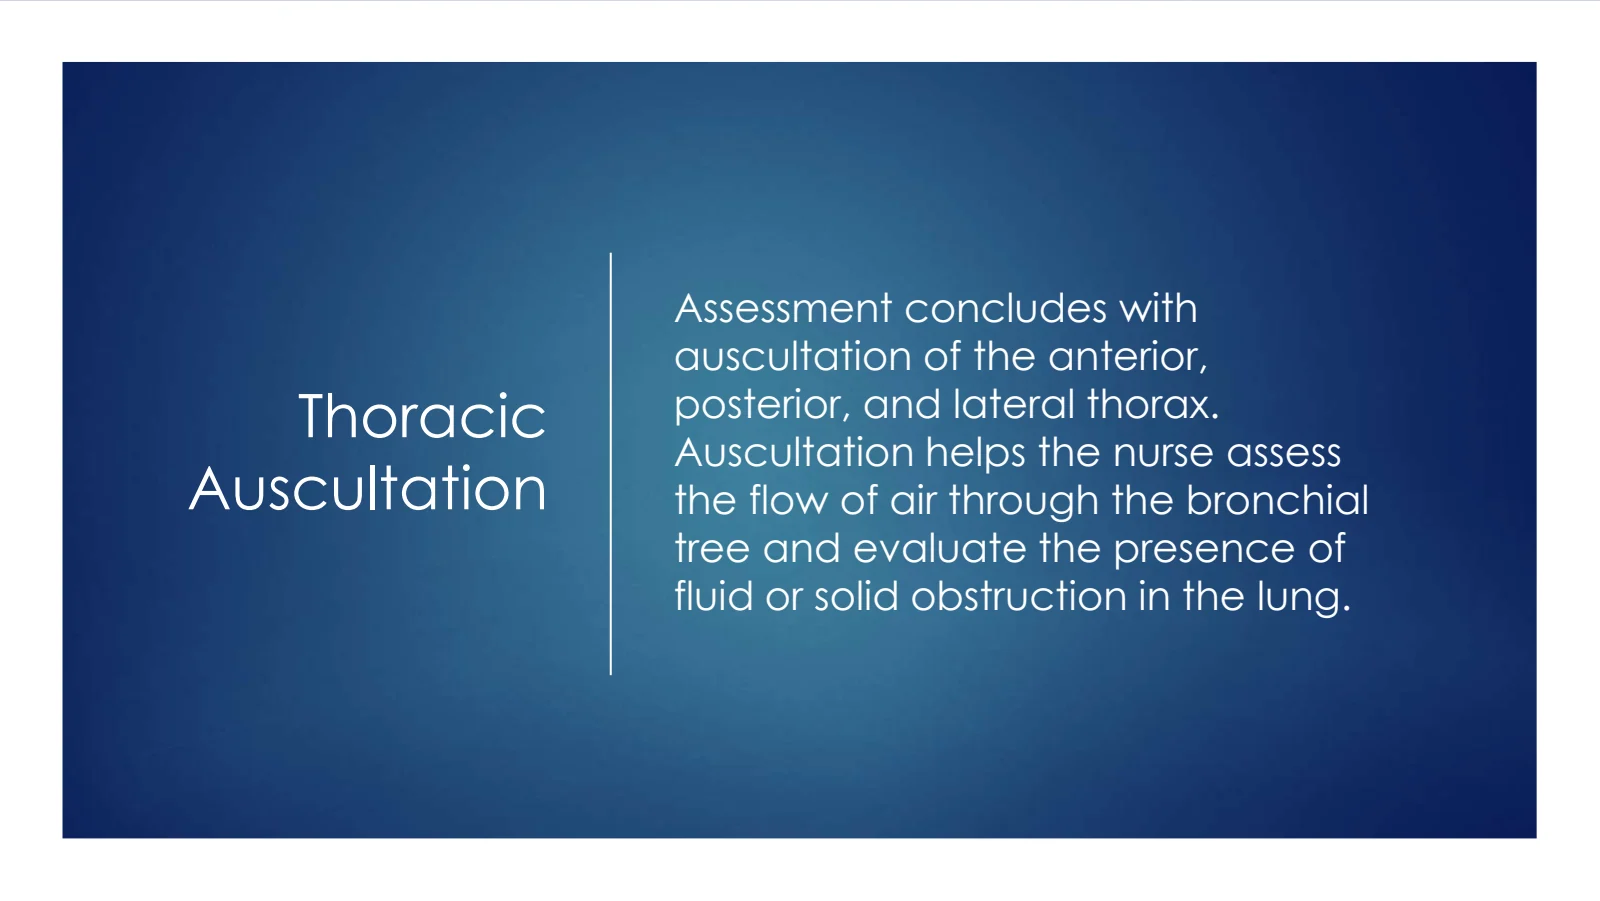 Thoracic
Auscultation
Assessment concludes with
auscultation of the anterior,
posterior, and lateral thorax.
Auscultation helps the nurse assess
the flow of air through the bronchial
tree and evaluate the presence of
fluid or solid obstruction in the lung.